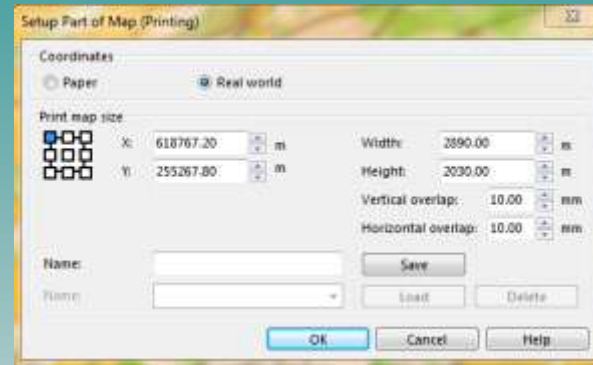 Setup Part of Map (Printing)
Coordinates
Paper Real world
Print map size
X: 618767.20 m Width: 2890.00 m
Y: 255267.80 m Height: 2030.00 m
Vertical overlap: 10.00 mm
Horizontal overlap: 10.00 mm
Name: Save
Name: Load Delete
OK Cancel Help